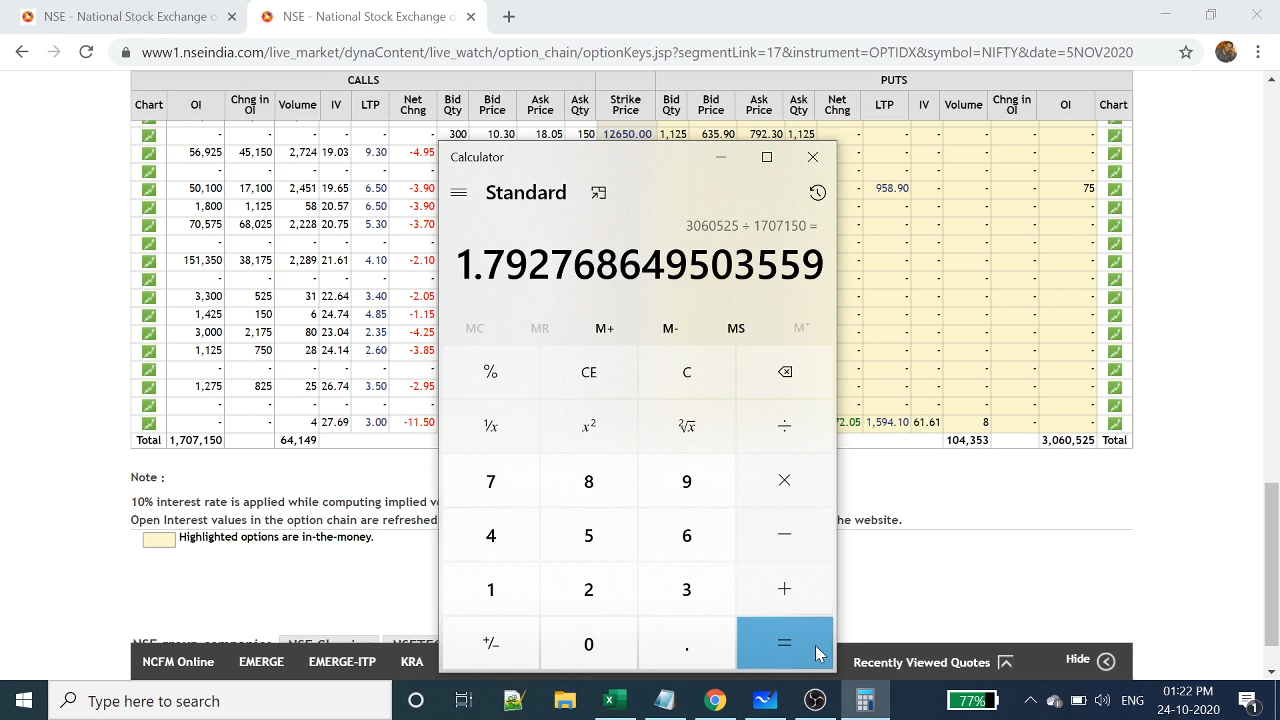 NSE - National Stock Exchange o
NSE - National Stock Exchange of
www1.nseindia.com/live_market/dynaContent/live_watch/option_chain/optionKeys.jsp?segmentLink=17&instrument=OPTIDX&symbol=NIFTY&date=5NOV2020
CALLS PUTS
Chart OI Chng in OI Volume IV LTP Net Chng Bid Qty Bid Price Ask Price Ask Qty Strike Price Bid Qty Bid Price Ask Price Ask Qty Net Chng LTP IV Volume Chng in OI OI Chart
- - - - - - 300 10.30 18.05 150 12650.00 1,125 635.90 792.30 1,125 - - - - - -
56,925 45,150 2,724 19.03 9.30 -4.95 - - - - - -
- - - - - - - - - - - -
50,100 17,100 2,451 19.65 6.50 -3.90 - 958.90 - - - 75
1,800 1,125 58 20.57 6.50 -3.90 - - - - - -
70,575 68,025 2,228 20.75 5.30 -3.70 - - - - - -
- - - - - - - - - - - -
151,350 38,175 2,289 21.61 4.10 -2.10 - - - - - -
- - - - - - - - - - - -
3,300 525 31 22.64 3.40 -2.05 - - - - - -
1,425 150 6 24.74 4.85 -1.15 - - - - - -
3,000 2,175 80 23.04 2.35 -4.25 - - - - - -
1,125 750 28 24.14 2.60 -3.85 - - - - - -
- - - - - - - - - - - -
1,275 825 25 26.74 3.50 -2.95 - - - - - -
- - - - - - - - - - - -
- - 4 27.69 3.00 -11.50 1,594.10 61.61 8 - -
Total 1,707,150 64,149 104,353 3,060,525 Total
Calculator
Standard
3060525 ÷ 1707150 =
1.792768649503559
MC MR M+ M- MS M˅
% CE C ⌫
¹/x x² ²√x ÷
7 8 9 ×
4 5 6 −
1 2 3 +
+/− 0 . =
Note :
10% interest rate is applied while computing implied
Open Interest values in the option chain are refreshed he website.
Highlighted options are in-the-money.
NCFM Online EMERGE EMERGE-ITP KRA Recently Viewed Quotes Hide
Type here to search
77%
ENG
01:22 PM
24-10-2020